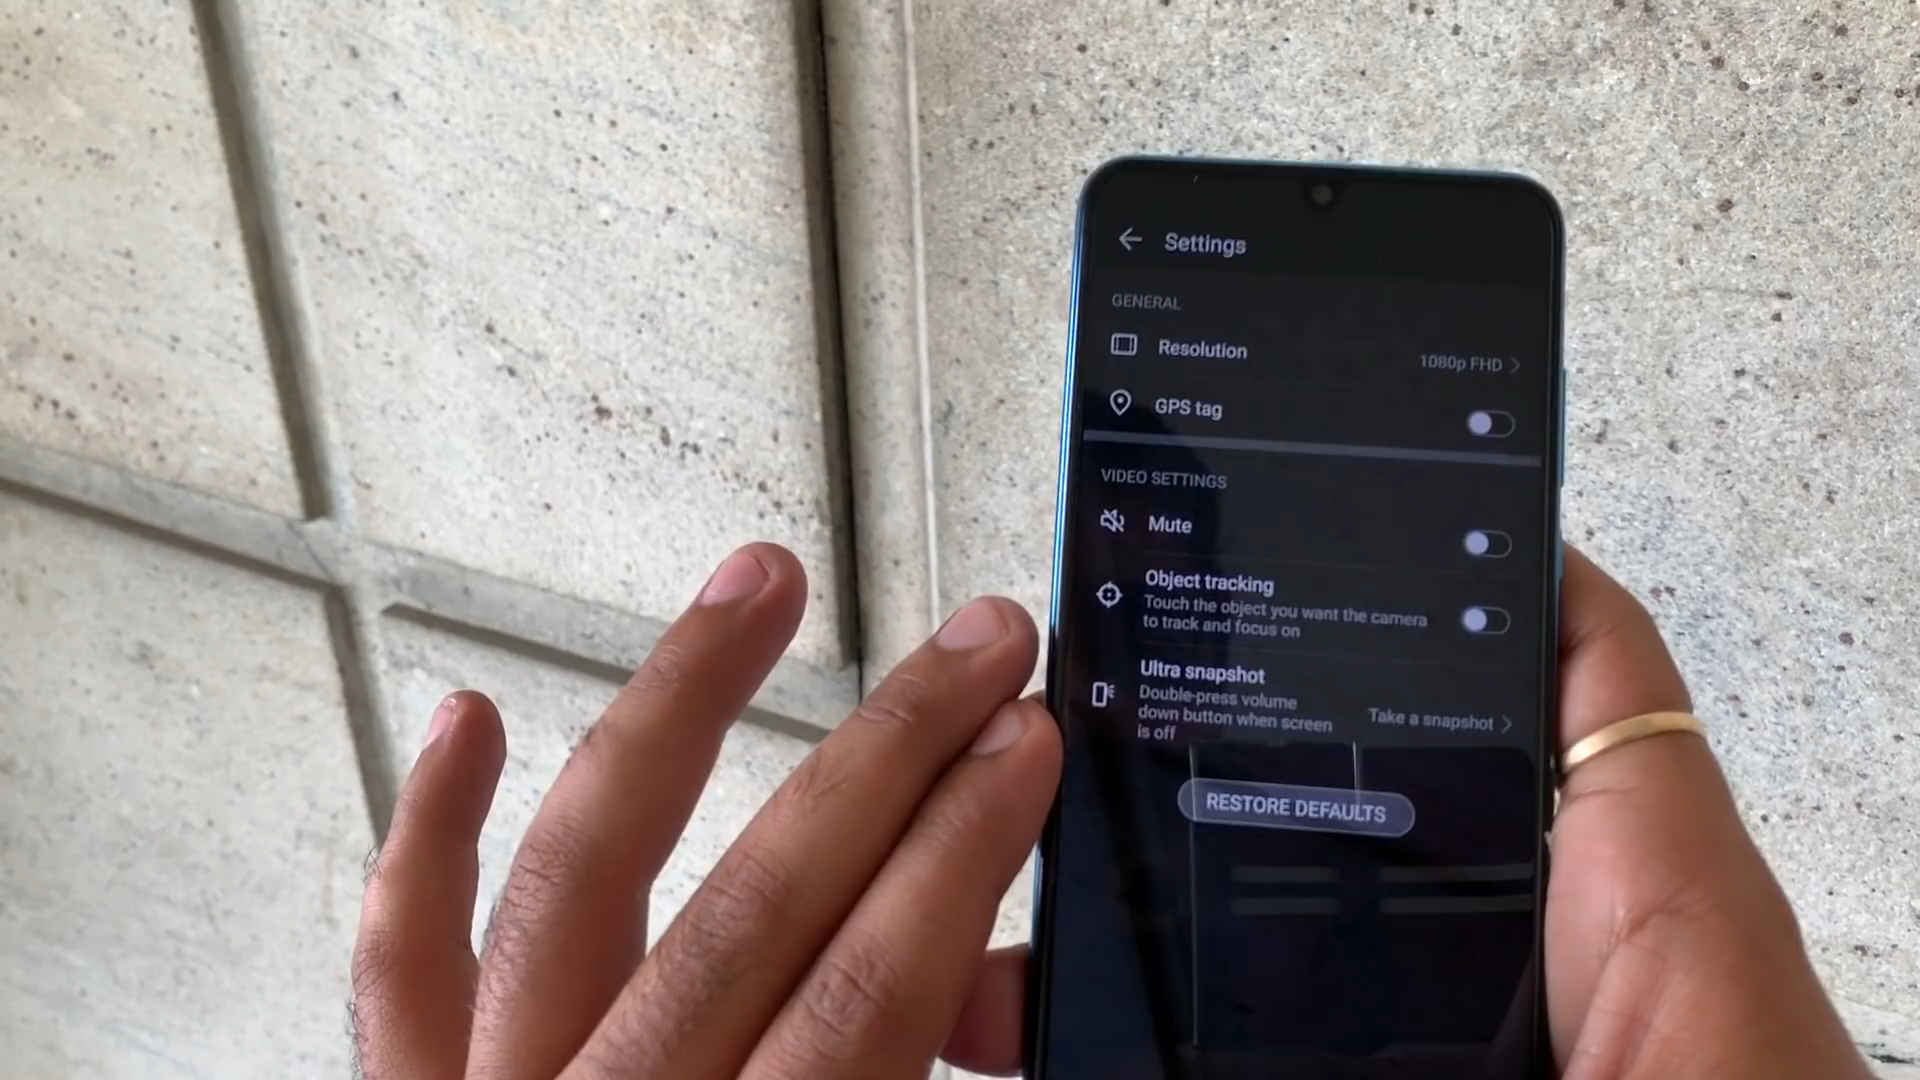 Settings
GENERAL
Resolution
1080p FHD
GPS tag
VIDEO SETTINGS
Mute
Object tracking
Touch the object you want the camera
to track and focus on
Ultra snapshot
Double-press volume
down button when screen
is off
Take a snapshot
RESTORE DEFAULTS